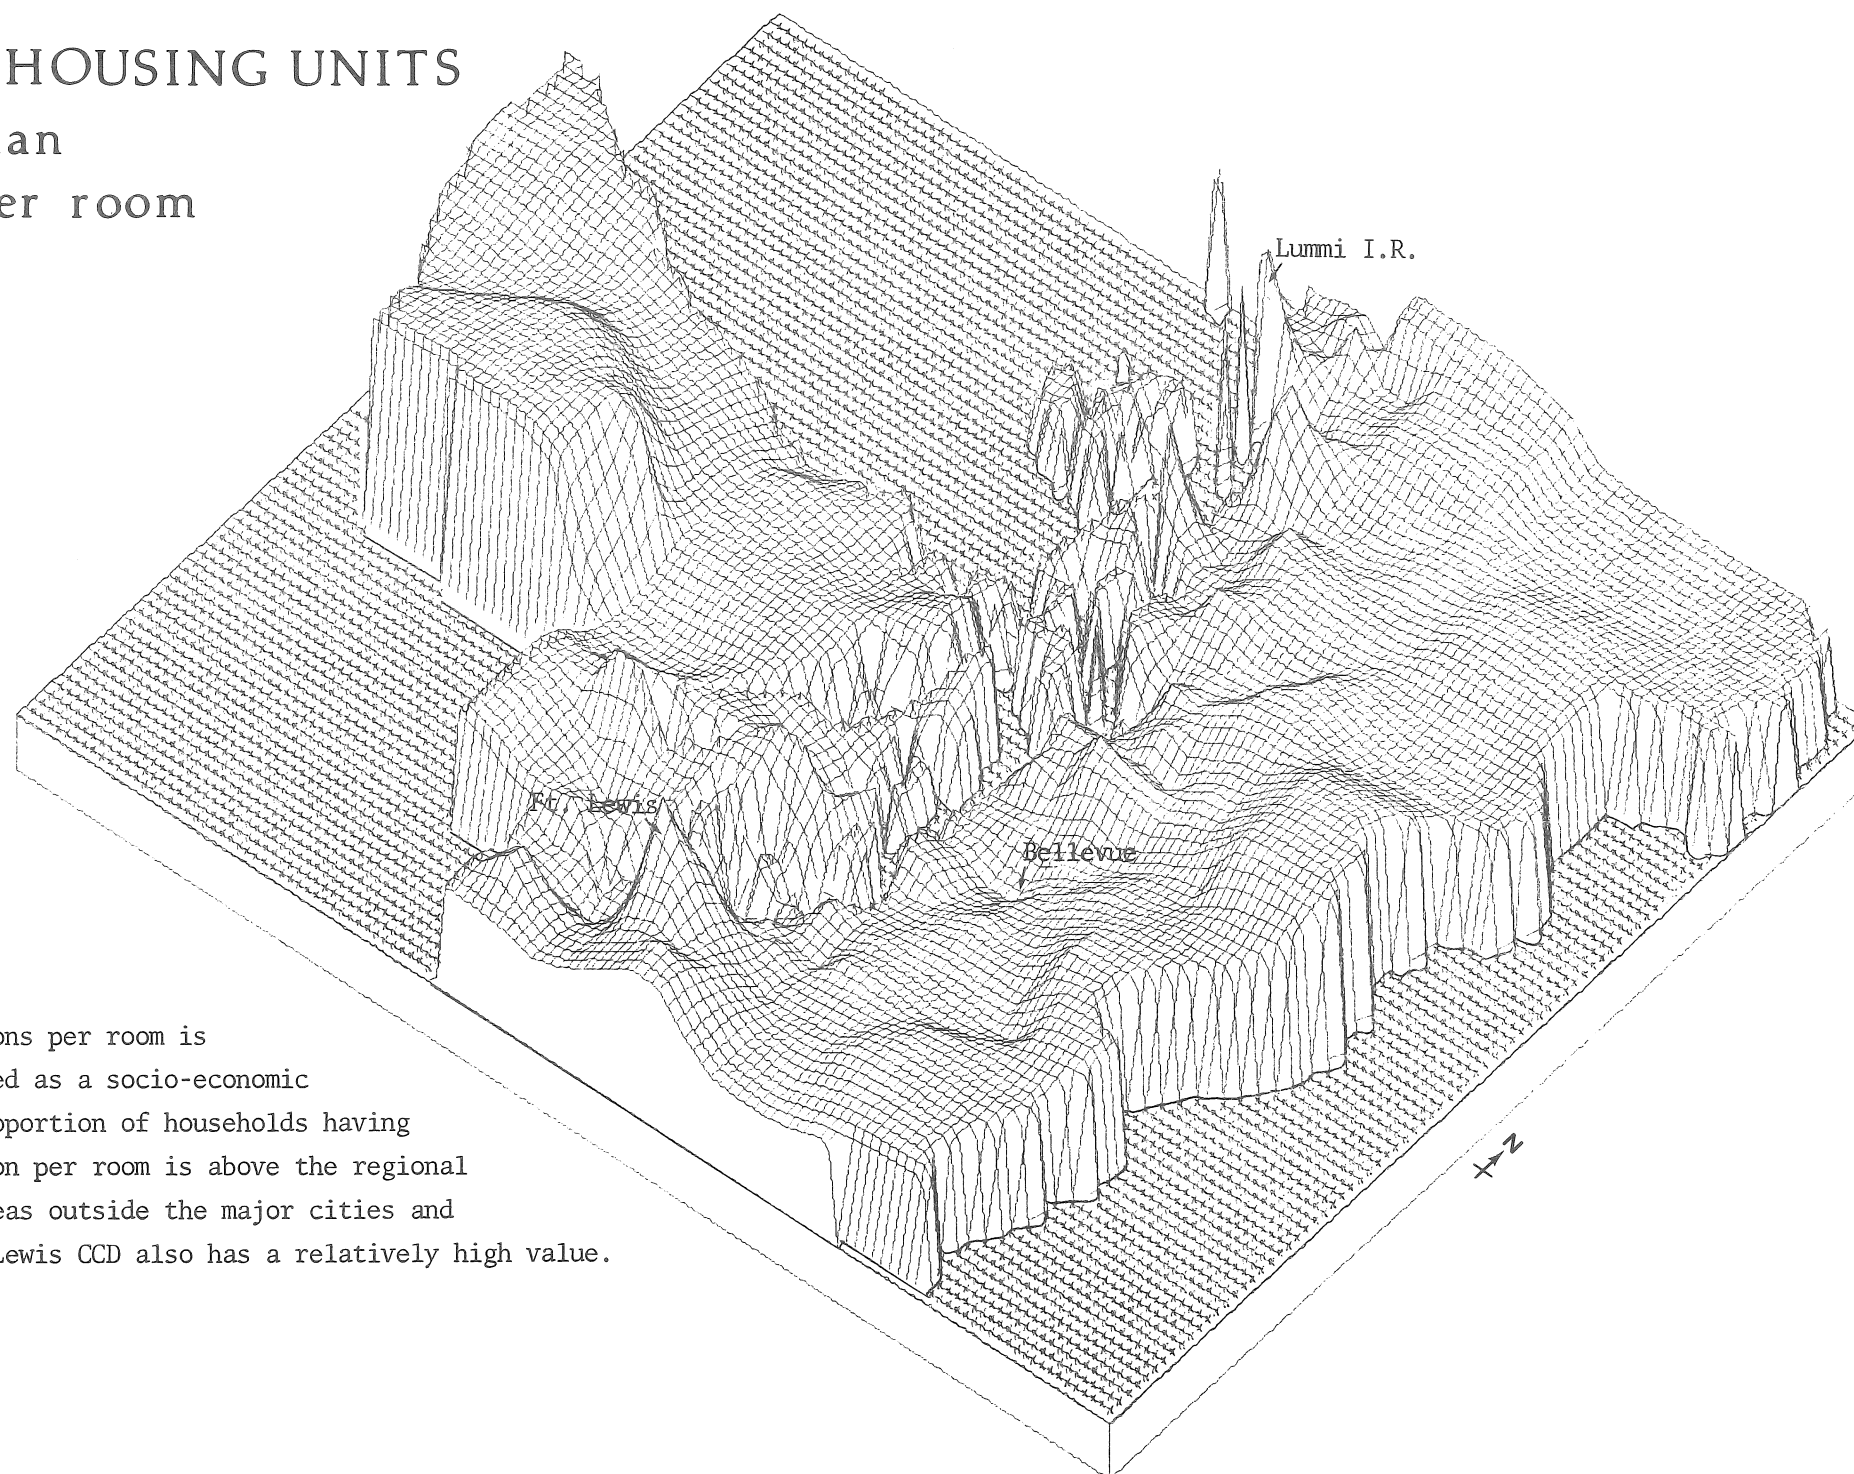 HOUSING UNITS
an
er room
Lummi I.R.
Ft. Lewis
Bellevue
N
ons per room is
ed as a socio-economic
oportion of households having
on per room is above the regional
eas outside the major cities and
Lewis CCD also has a relatively high value.